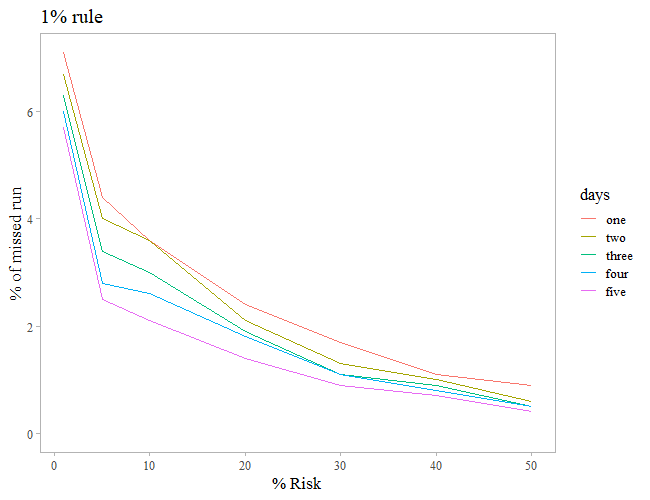 1% rule
% of missed run
6
4
2
0
0 10 20 30 40 50
% Risk
days
one
two
three
four
five